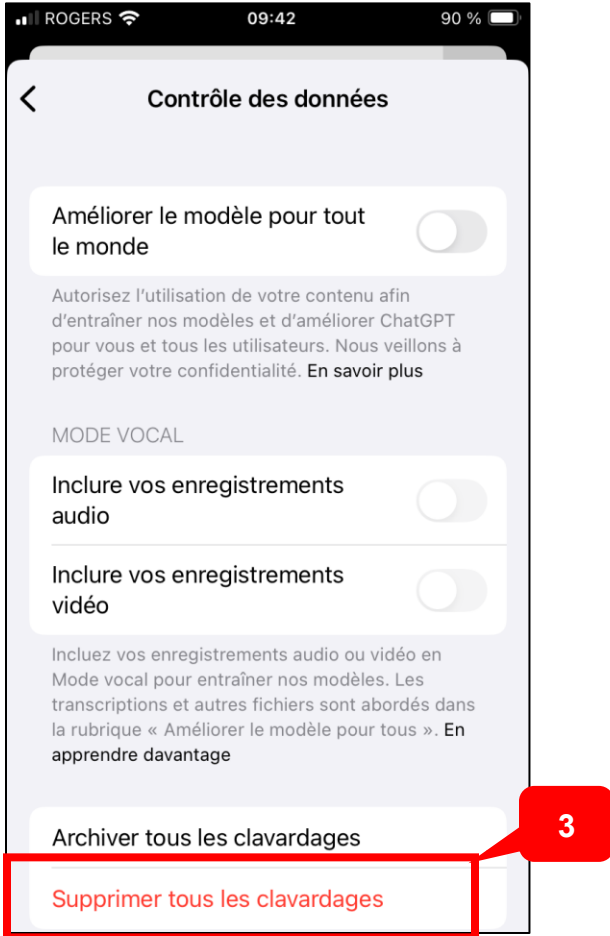 ROGERS 09:42 90 %
Contrôle des données
Améliorer le modèle pour tout
le monde
Autorisez l'utilisation de votre contenu afin
d'entraîner nos modèles et d'améliorer ChatGPT
pour vous et tous les utilisateurs. Nous veillons à
protéger votre confidentialité. En savoir plus
MODE VOCAL
Inclure vos enregistrements
audio
Inclure vos enregistrements
vidéo
Incluez vos enregistrements audio ou vidéo en
Mode vocal pour entraîner nos modèles. Les
transcriptions et autres fichiers sont abordés dans
la rubrique « Améliorer le modèle pour tous ». En
apprendre davantage
Archiver tous les clavardages
3
Supprimer tous les clavardages